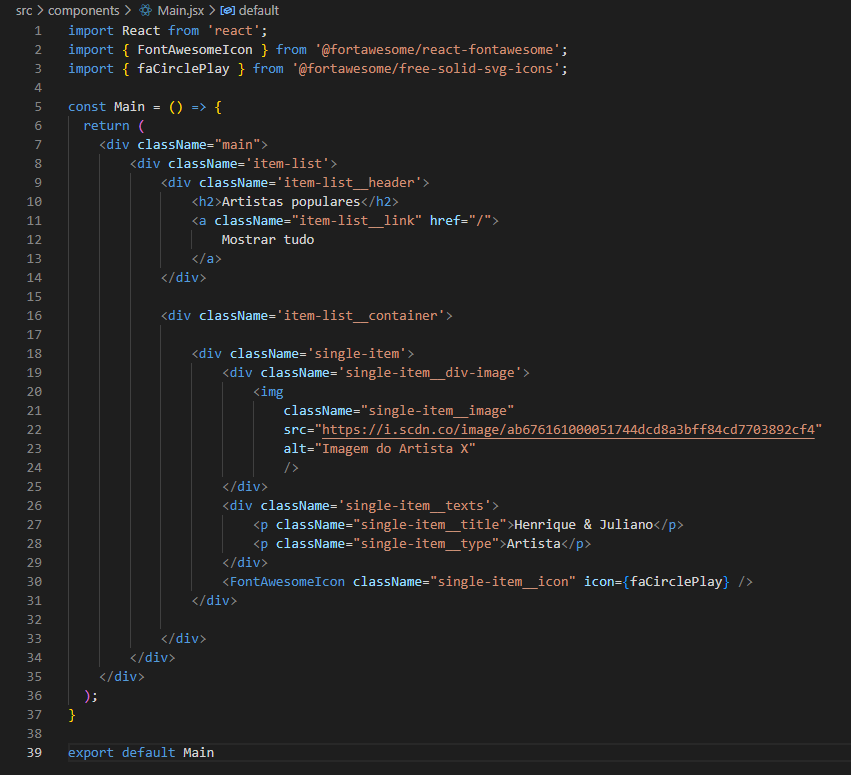 src > components > Main.jsx > default
1 import React from 'react';
2 import { FontAwesomeIcon } from '@fortawesome/react-fontawesome';
3 import { faCirclePlay } from '@fortawesome/free-solid-svg-icons';
4
5 const Main = () => {
6   return (
7     <div className="main">
8         <div className='item-list'>
9             <div className='item-list__header'>
10                 <h2>Artistas populares</h2>
11                 <a className="item-list__link" href="/">
12                     Mostrar tudo
13                 </a>
14             </div>
15
16             <div className='item-list__container'>
17
18                 <div className='single-item'>
19                     <div className='single-item__div-image'>
20                         <img
21                             className="single-item__image"
22                             src="https://i.scdn.co/image/ab676161000051744dcd8a3bff84cd7703892cf4"
23                             alt="Imagem do Artista X"
24                             />
25                     </div>
26                     <div className='single-item__texts'>
27                         <p className="single-item__title">Henrique & Juliano</p>
28                         <p className="single-item__type">Artista</p>
29                     </div>
30                     <FontAwesomeIcon className="single-item__icon" icon={faCirclePlay} />
31                 </div>
32
33             </div>
34         </div>
35     </div>
36   );
37 }
38
39 export default Main